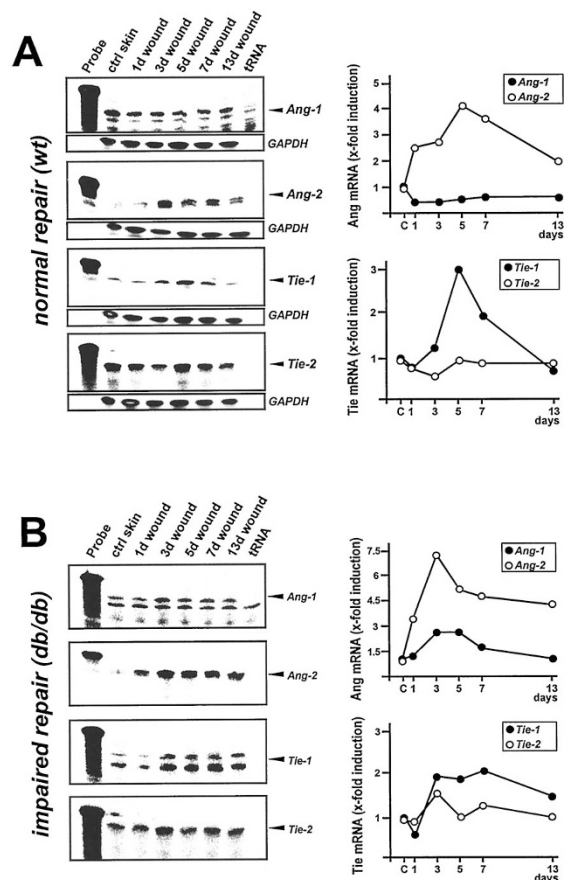 A
Probe
ctrl skin
1d wound
3d wound
5d wound
7d wound
13d wound
tRNA
normal repair (wt)
Ang-1
GAPDH
Ang-2
GAPDH
Tie-1
GAPDH
Tie-2
GAPDH
Ang mRNA (x-fold induction)
5
4
3
2
1
Ang-1
Ang-2
C 1 3 5 7 13
days
Tie mRNA (x-fold induction)
3
2
1
Tie-1
Tie-2
C 1 3 5 7 13
days
B
Probe
ctrl skin
1d wound
3d wound
5d wound
7d wound
13d wound
tRNA
impaired repair (db/db)
Ang-1
Ang-2
Tie-1
Tie-2
Ang mRNA (x-fold induction)
7.5
6
4.5
3
1.5
Ang-1
Ang-2
C 1 3 5 7 13
days
Tie mRNA (x-fold induction)
3
2
1
Tie-1
Tie-2
C 1 3 5 7 13
days